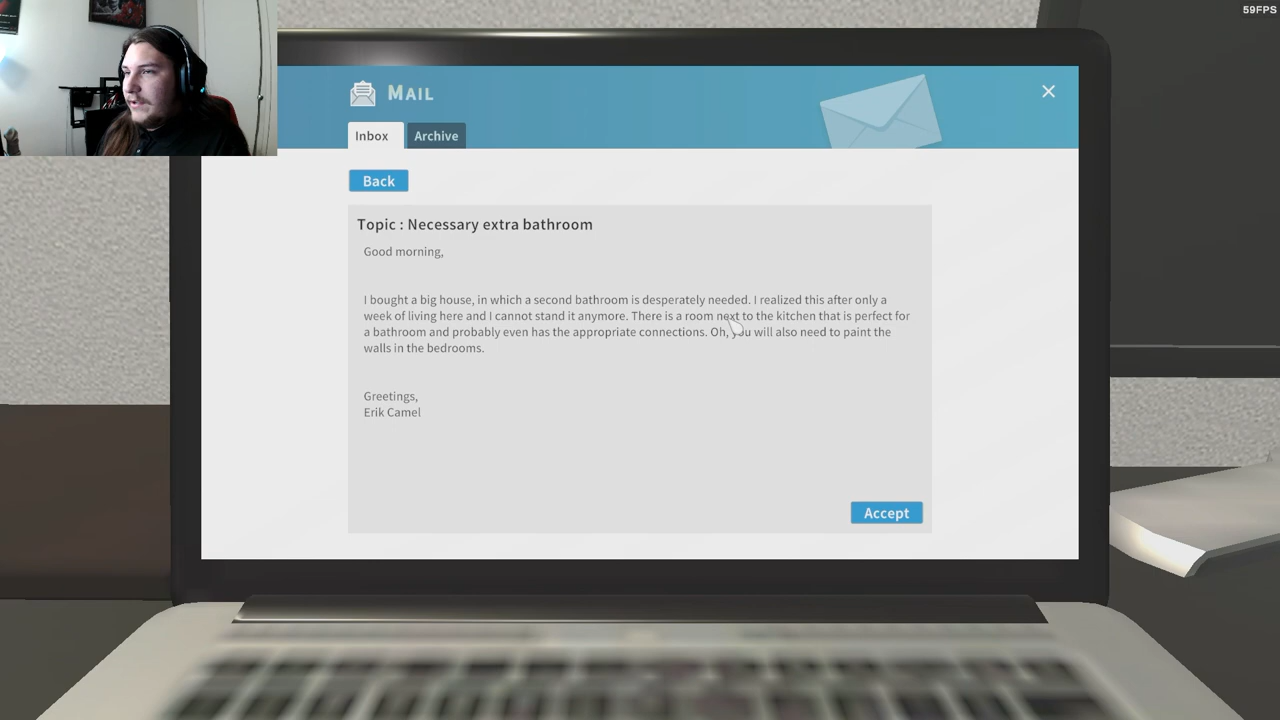 59FPS
MAIL
Inbox
Archive
Back
Topic : Necessary extra bathroom
Good morning,
I bought a big house, in which a second bathroom is desperately needed. I realized this after only a
week of living here and I cannot stand it anymore. There is a room next to the kitchen that is perfect for
a bathroom and probably even has the appropriate connections. Oh, you will also need to paint the
walls in the bedrooms.
Greetings,
Erik Camel
Accept